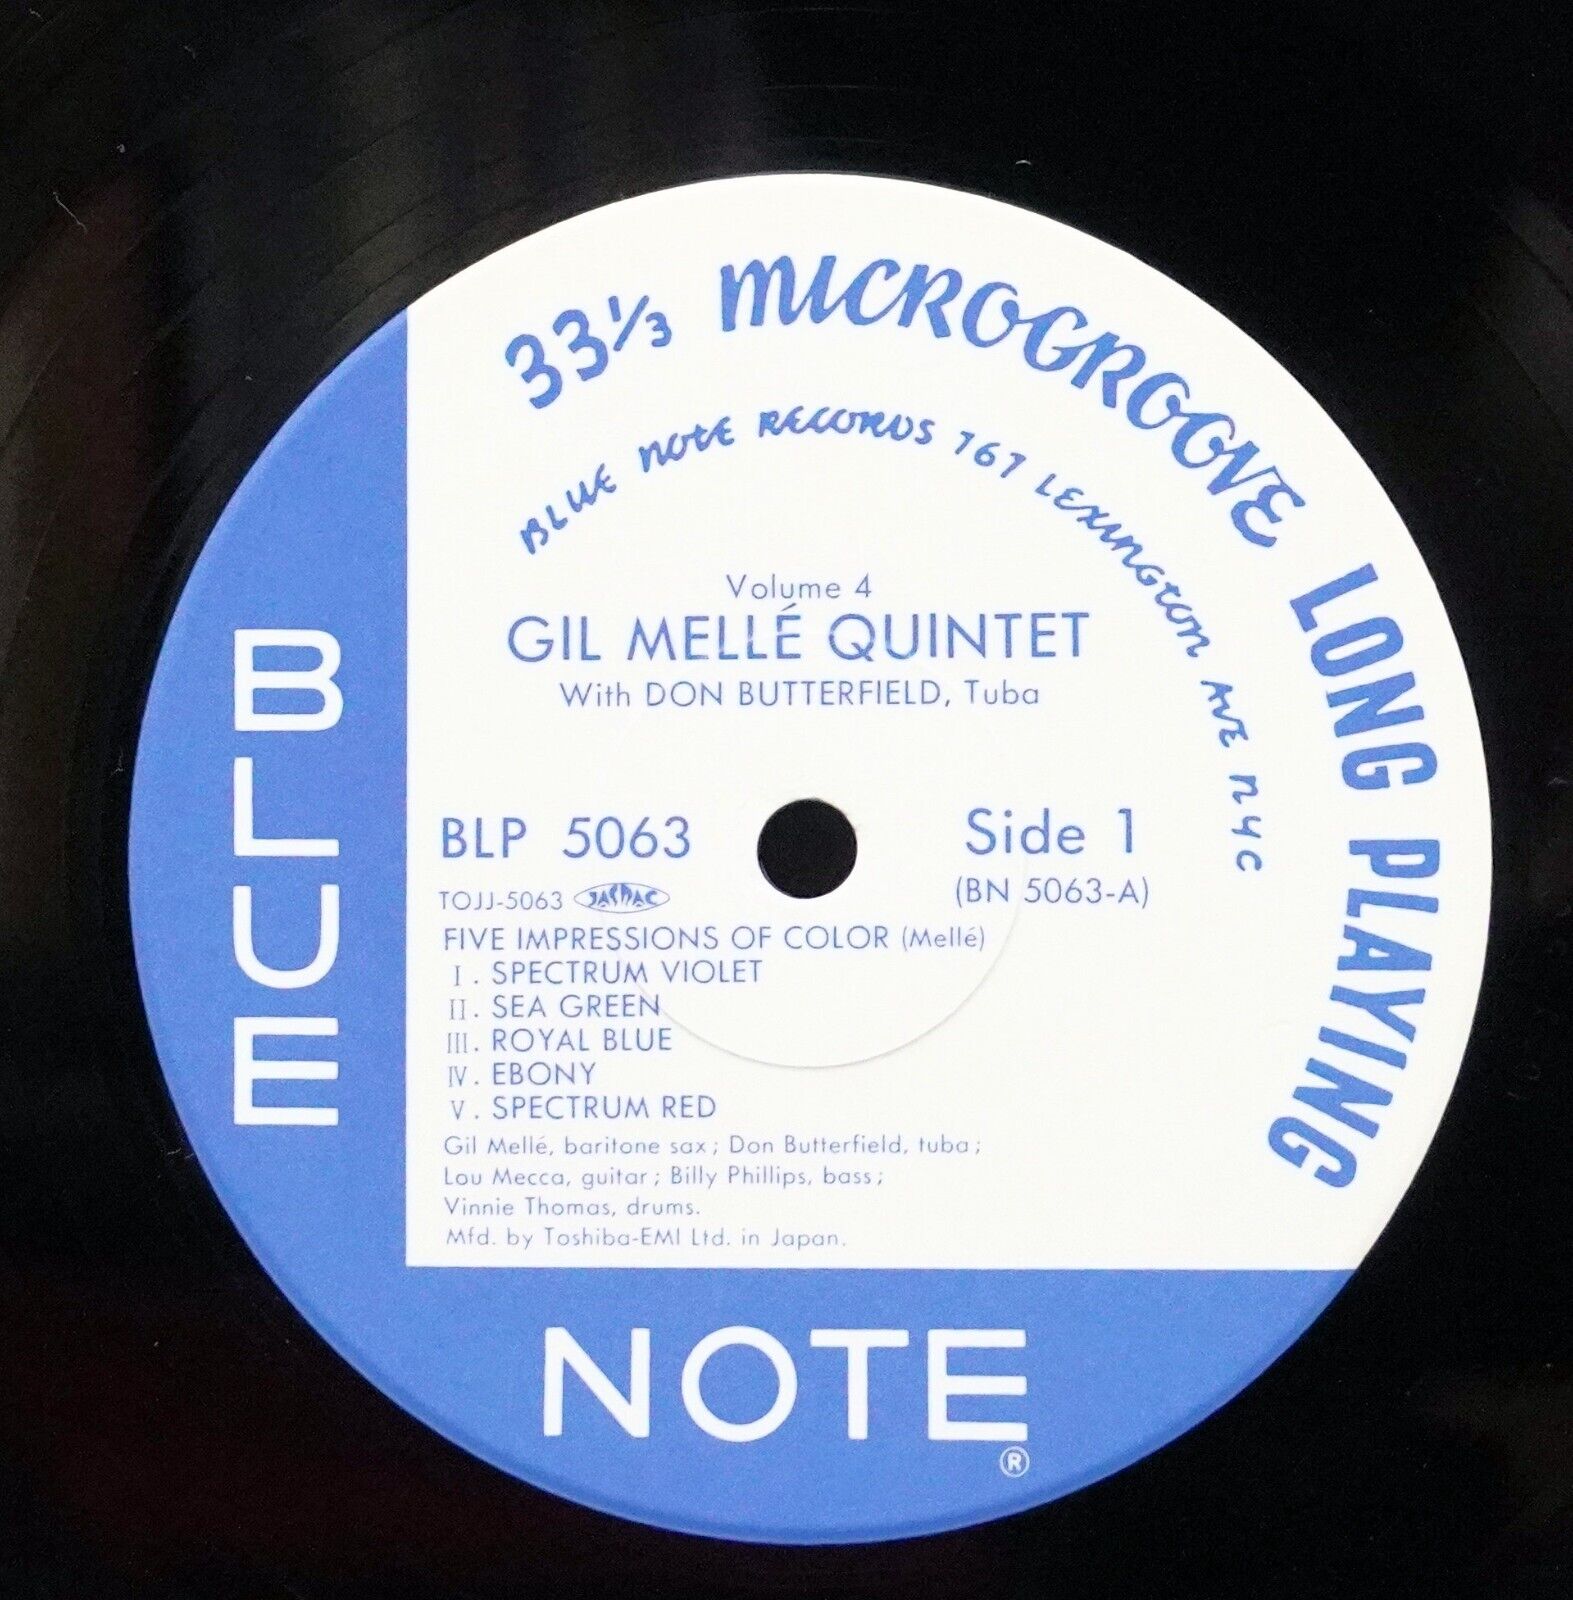 33⅓ MICROGROOVE LONG PLAYING
BLUE NOTE RECORDS 767 LEXINGTON AVE NYC
Volume 4
GIL MELLÉ QUINTET
With DON BUTTERFIELD, Tuba
BLP 5063
Side 1
TOJJ-5063 JASRAC
(BN 5063-A)
FIVE IMPRESSIONS OF COLOR (Mellé)
I. SPECTRUM VIOLET
II. SEA GREEN
III. ROYAL BLUE
IV. EBONY
V. SPECTRUM RED
Gil Mellé, baritone sax; Don Butterfield, tuba;
Lou Mecca, guitar; Billy Phillips, bass;
Vinnie Thomas, drums.
Mfd. by Toshiba-EMI Ltd. in Japan.
BLUE
NOTE
®